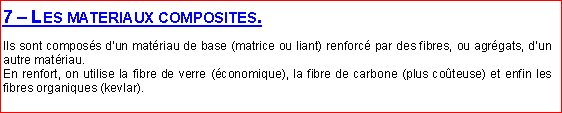 7 – LES MATERIAUX COMPOSITES.
Ils sont composés d'un matériau de base (matrice ou liant) renforcé par des fibres, ou agrégats, d'un
autre matériau.
En renfort, on utilise la fibre de verre (économique), la fibre de carbone (plus coûteuse) et enfin les
fibres organiques (kevlar).